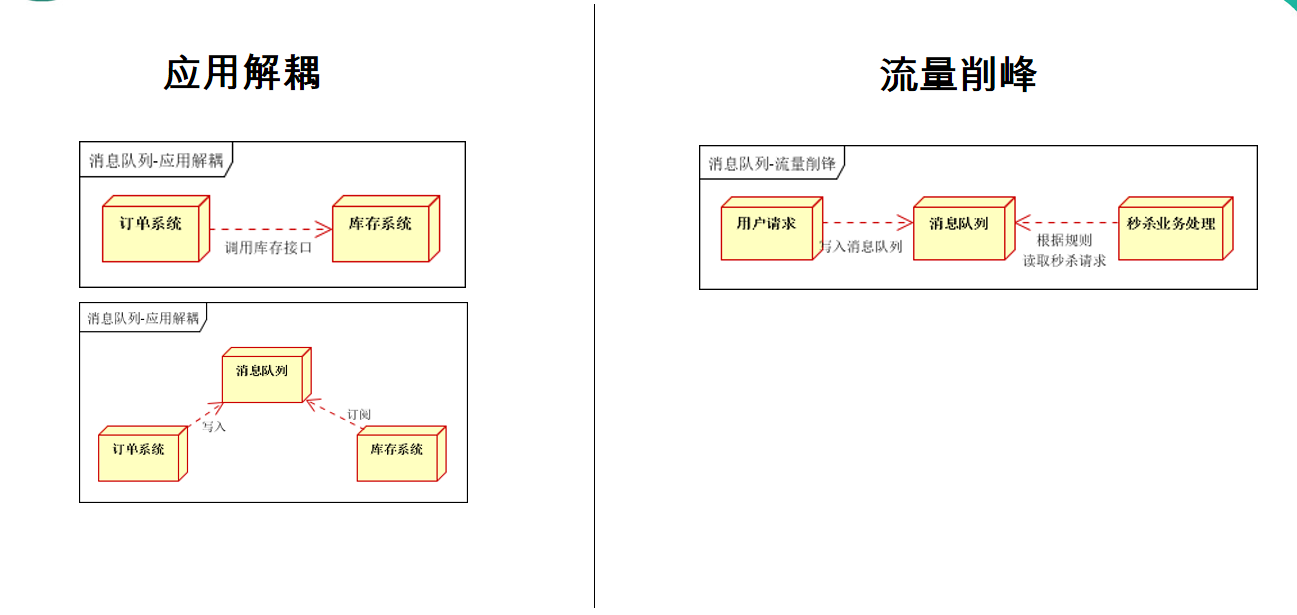 应用解耦
消息队列-应用解耦
订单系统
调用库存接口
库存系统
消息队列-应用解耦
消息队列
写入
订阅
订单系统
库存系统
流量削峰
消息队列-流量削锋
用户请求
写入消息队列
消息队列
根据规则
读取秒杀请求
秒杀业务处理